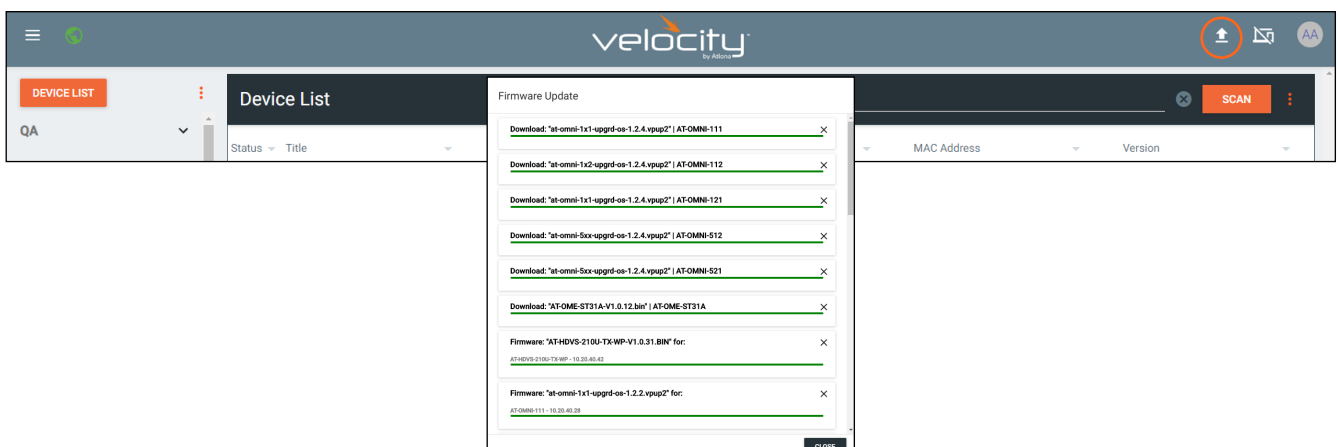 velocity
by Atlona
AA
DEVICE LIST
Device List
SCAN
QA
Status Title MAC Address Version
Firmware Update
Download: "at-omni-1x1-upgrd-os-1.2.4.vpup2" | AT-OMNI-111
Download: "at-omni-1x2-upgrd-os-1.2.4.vpup2" | AT-OMNI-112
Download: "at-omni-1x1-upgrd-os-1.2.4.vpup2" | AT-OMNI-121
Download: "at-omni-5xx-upgrd-os-1.2.4.vpup2" | AT-OMNI-512
Download: "at-omni-5xx-upgrd-os-1.2.4.vpup2" | AT-OMNI-521
Download: "AT-OME-ST31A-V1.0.12.bin" | AT-OME-ST31A
Firmware: "AT-HDVS-210U-TX-WP-V1.0.31.BIN" for:
AT-HDVS-210U-TX-WP - 10.20.40.42
Firmware: "at-omni-1x1-upgrd-os-1.2.2.vpup2" for:
AT-OMNI-111 - 10.20.40.28
CLOSE